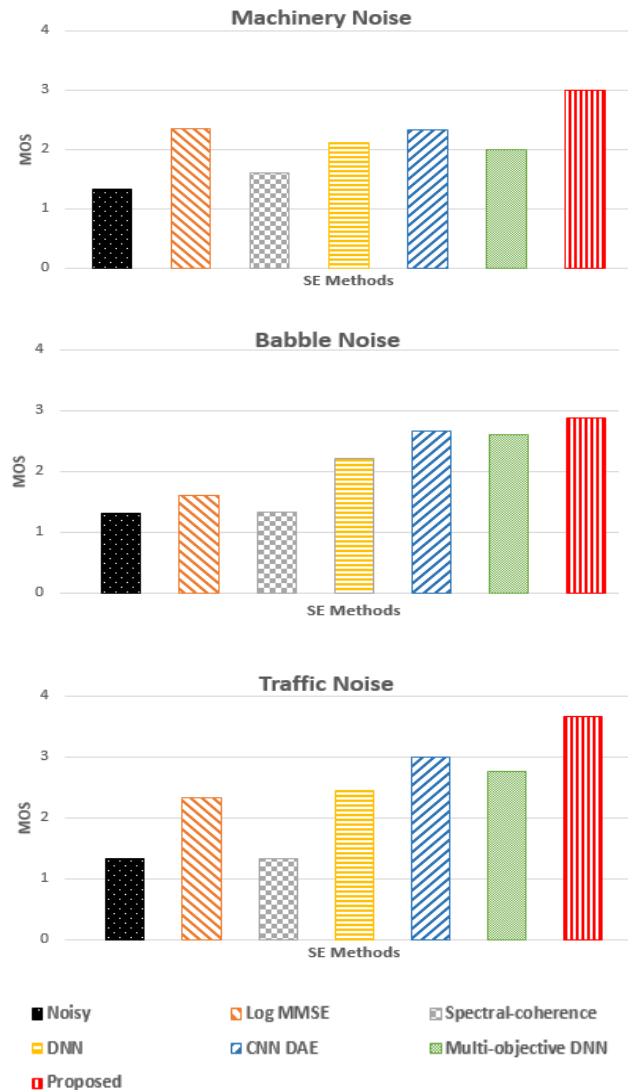 Machinery Noise
4
3
2
1
0
MOS
SE Methods
Babble Noise
4
3
2
1
0
MOS
SE Methods
Traffic Noise
4
3
2
1
0
MOS
SE Methods
Noisy Log MMSE Spectral-coherence
DNN CNN DAE Multi-objective DNN
Proposed